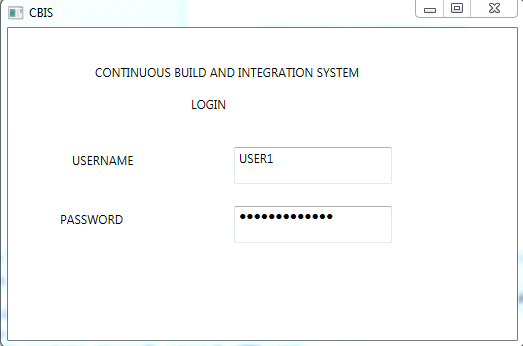 CBIS
CONTINUOUS BUILD AND INTEGRATION SYSTEM
LOGIN
USERNAME USER1
PASSWORD ●●●●●●●●●●●●●